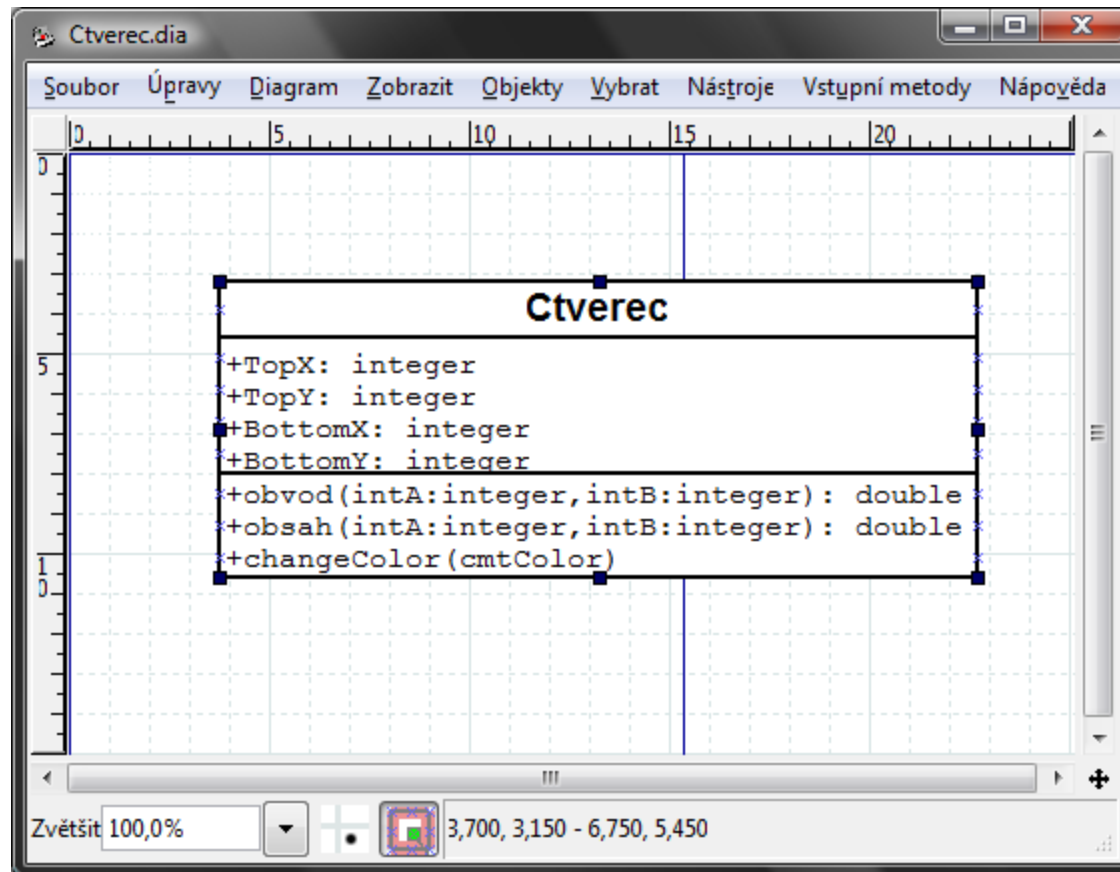 Ctverec.dia
Soubor Úpravy Diagram Zobrazit Objekty Vybrat Nástroje Vstupní metody Nápověda
0 5 10 15 20
0
Ctverec
5
+TopX: integer
+TopY: integer
+BottomX: integer
+BottomY: integer
+obvod(intA:integer,intB:integer): double
+obsah(intA:integer,intB:integer): double
10
+changeColor(cmtColor)
Zvětšit 100,0% 3,700, 3,150 - 6,750, 5,450